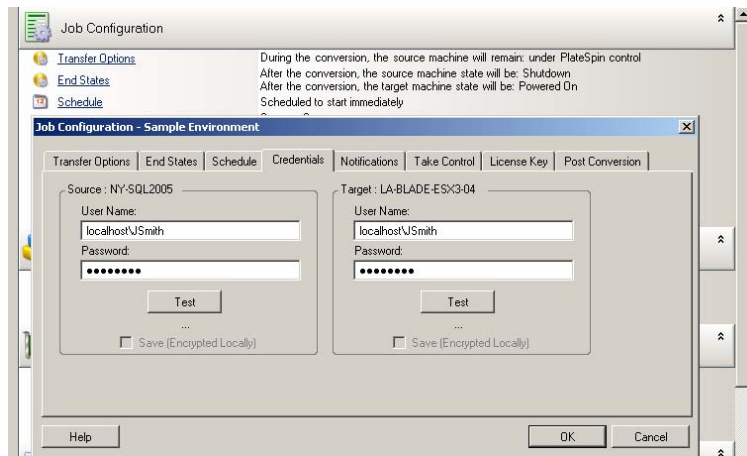 Job Configuration
Transfer Options During the conversion, the source machine will remain: under PlateSpin control
End States After the conversion, the source machine state will be: Shutdown
After the conversion, the target machine state will be: Powered On
Schedule Scheduled to start immediately
Job Configuration - Sample Environment
Transfer Options End States Schedule Credentials Notifications Take Control License Key Post Conversion
Source : NY-SQL2005 Target : LA-BLADE-ESX3-04
User Name: User Name:
localhost\JSmith localhost\JSmith
Password: Password:
●●●●●●●● ●●●●●●●●
Test Test
... ...
Save (Encrypted Locally) Save (Encrypted Locally)
Help OK Cancel